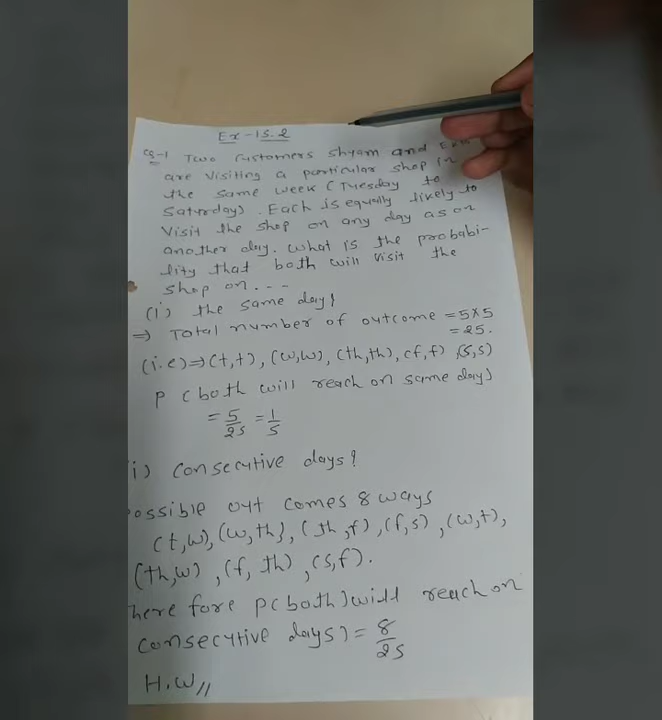 Ex-15.2
Q-1 Two customers shyam and
are visiting a particular shop in
the same week (Tuesday to
Saturday). Each is equally likely to
Visit the shop on any day as on
another day. What is the probabi-
lity that both will visit the
shop on...
(i) the same day?
=> Total number of outcome = 5x5
= 25.
(i.e) => (t,t), (w,w), (th,th), (f,f), (s,s)
P (both will reach on same day)
= 5/25 = 1/5
i) consecutive days?
ossible out comes 8 ways
(t,w), (w,th), (th,f), (f,s), (w,t),
(th,w), (f,th), (s,f).
here fore P(both) will reach on
consecutive days) = 8/25
H.W//